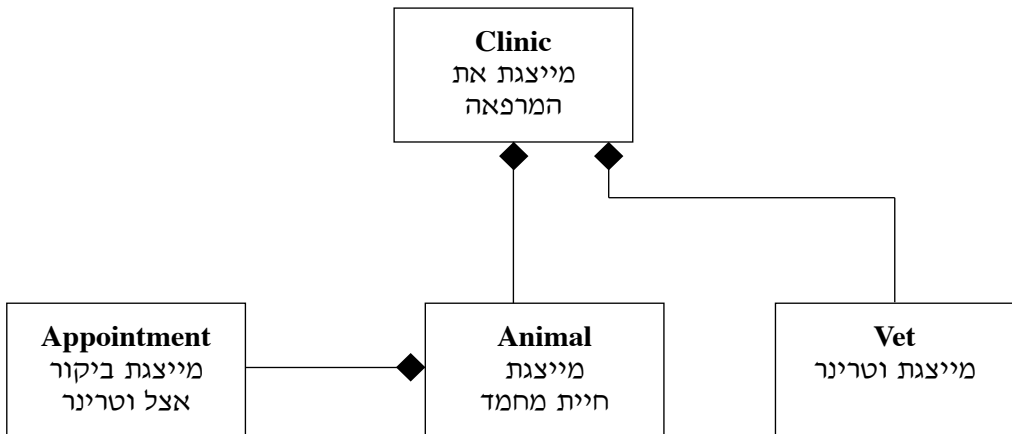 Clinic
מייצגת את
המרפאה
Appointment
מייצגת ביקור
אצל וטרינר
Animal
מייצגת
חיית מחמד
Vet
מייצגת וטרינר